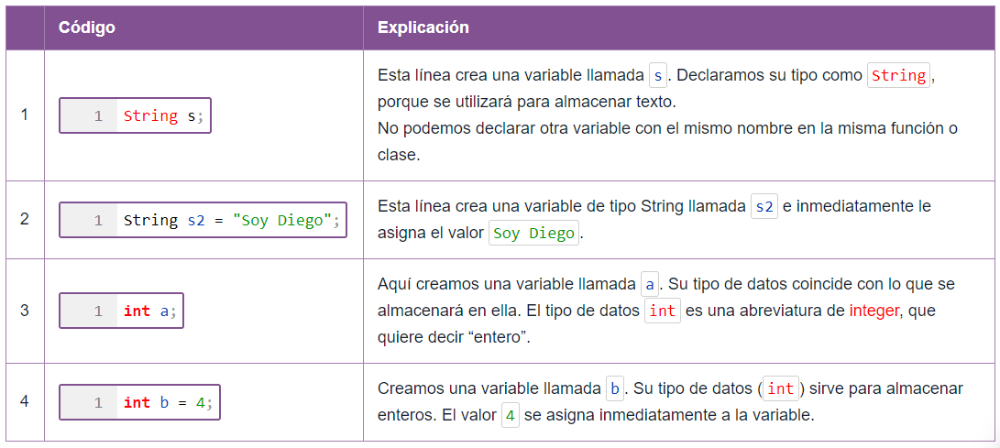 Código Explicación
1
1 String s;
Esta línea crea una variable llamada s. Declaramos su tipo como String,
porque se utilizará para almacenar texto.
No podemos declarar otra variable con el mismo nombre en la misma función o
clase.
2
1 String s2 = "Soy Diego";
Esta línea crea una variable de tipo String llamada s2 e inmediatamente le
asigna el valor Soy Diego.
3
1 int a;
Aquí creamos una variable llamada a. Su tipo de datos coincide con lo que se
almacenará en ella. El tipo de datos int es una abreviatura de integer, que
quiere decir “entero”.
4
1 int b = 4;
Creamos una variable llamada b. Su tipo de datos (int) sirve para almacenar
enteros. El valor 4 se asigna inmediatamente a la variable.